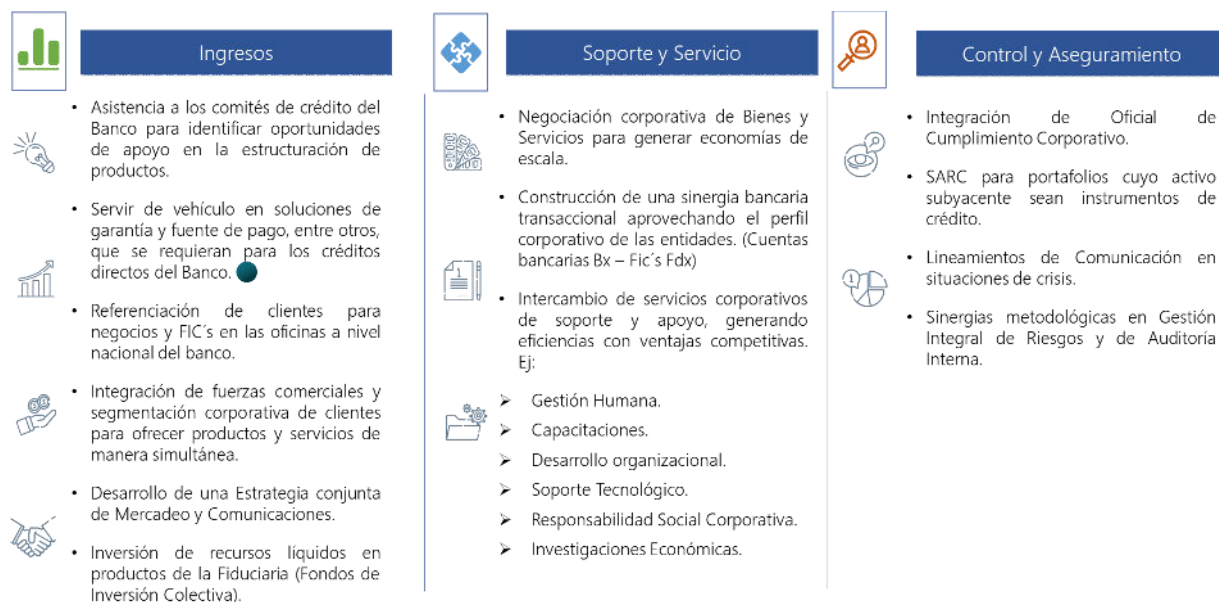 Ingresos
• Asistencia a los comités de crédito del
Banco para identificar oportunidades
de apoyo en la estructuración de
productos.
• Servir de vehículo en soluciones de
garantía y fuente de pago, entre otros,
que se requieran para los créditos
directos del Banco.
• Referenciación de clientes para
negocios y FIC´s en las oficinas a nivel
nacional del banco.
• Integración de fuerzas comerciales y
segmentación corporativa de clientes
para ofrecer productos y servicios de
manera simultánea.
• Desarrollo de una Estrategia conjunta
de Mercadeo y Comunicaciones.
• Inversión de recursos líquidos en
productos de la Fiduciaria (Fondos de
Inversión Colectiva).
Soporte y Servicio
• Negociación corporativa de Bienes y
Servicios para generar economías de
escala.
• Construcción de una sinergia bancaria
transaccional aprovechando el perfil
corporativo de las entidades. (Cuentas
bancarias Bx – Fic´s Fdx)
• Intercambio de servicios corporativos
de soporte y apoyo, generando
eficiencias con ventajas competitivas.
Ej:
➢ Gestión Humana.
➢ Capacitaciones.
➢ Desarrollo organizacional.
➢ Soporte Tecnológico.
➢ Responsabilidad Social Corporativa.
➢ Investigaciones Económicas.
Control y Aseguramiento
• Integración de Oficial de
Cumplimiento Corporativo.
• SARC para portafolios cuyo activo
subyacente sean instrumentos de
crédito.
• Lineamientos de Comunicación en
situaciones de crisis.
• Sinergias metodológicas en Gestión
Integral de Riesgos y de Auditoría
Interna.